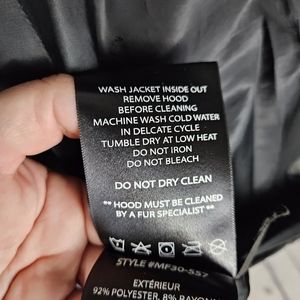 WASH JACKET INSIDE OUT
REMOVE HOOD
BEFORE CLEANING
MACHINE WASH COLD WATER
IN DELCATE CYCLE
TUMBLE DRY AT LOW HEAT
DO NOT IRON
DO NOT BLEACH
DO NOT DRY CLEAN
** HOOD MUST BE CLEANED
BY A FUR SPECIALIST **
STYLE #MF30-557
EXTÉRIEUR
92% POLYESTER, 8% RAYON